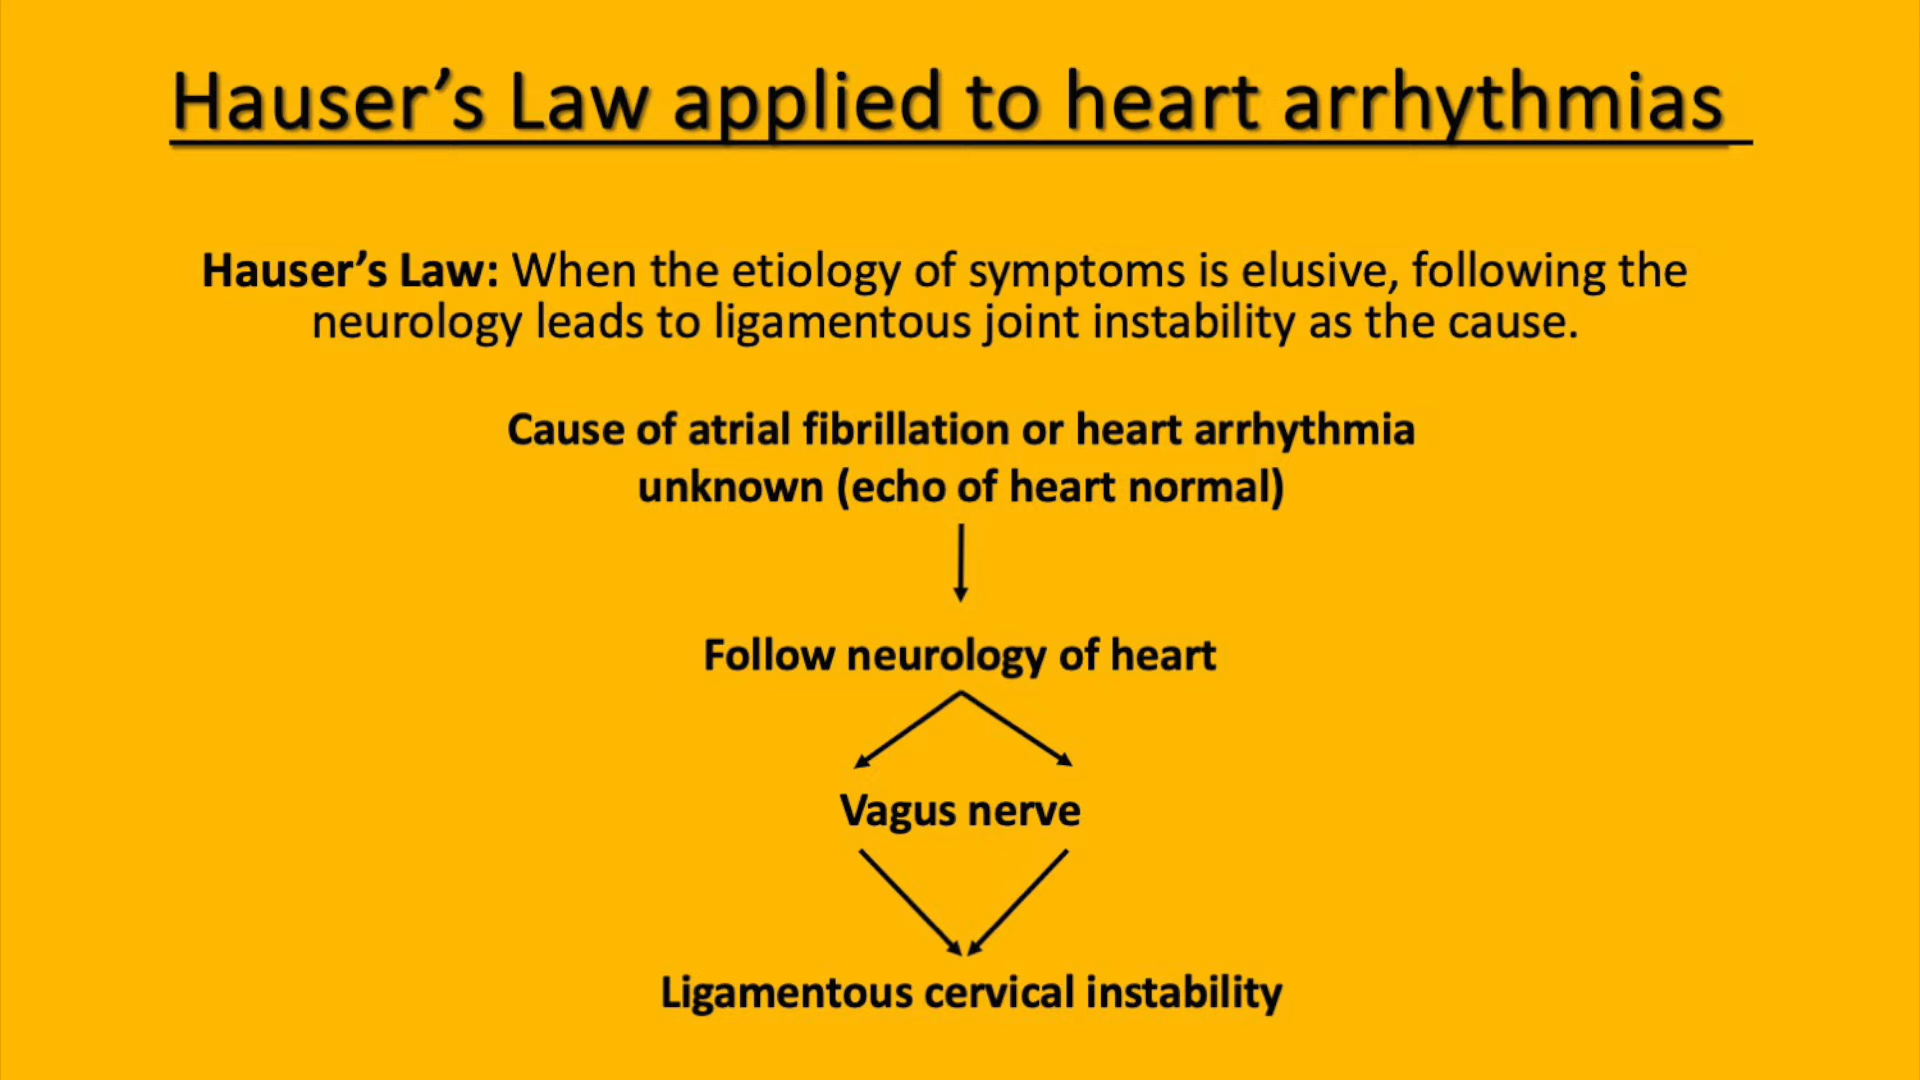 Hauser’s Law applied to heart arrhythmias
Hauser’s Law: When the etiology of symptoms is elusive, following the
neurology leads to ligamentous joint instability as the cause.
Cause of atrial fibrillation or heart arrhythmia
unknown (echo of heart normal)
Follow neurology of heart
Vagus nerve
Ligamentous cervical instability